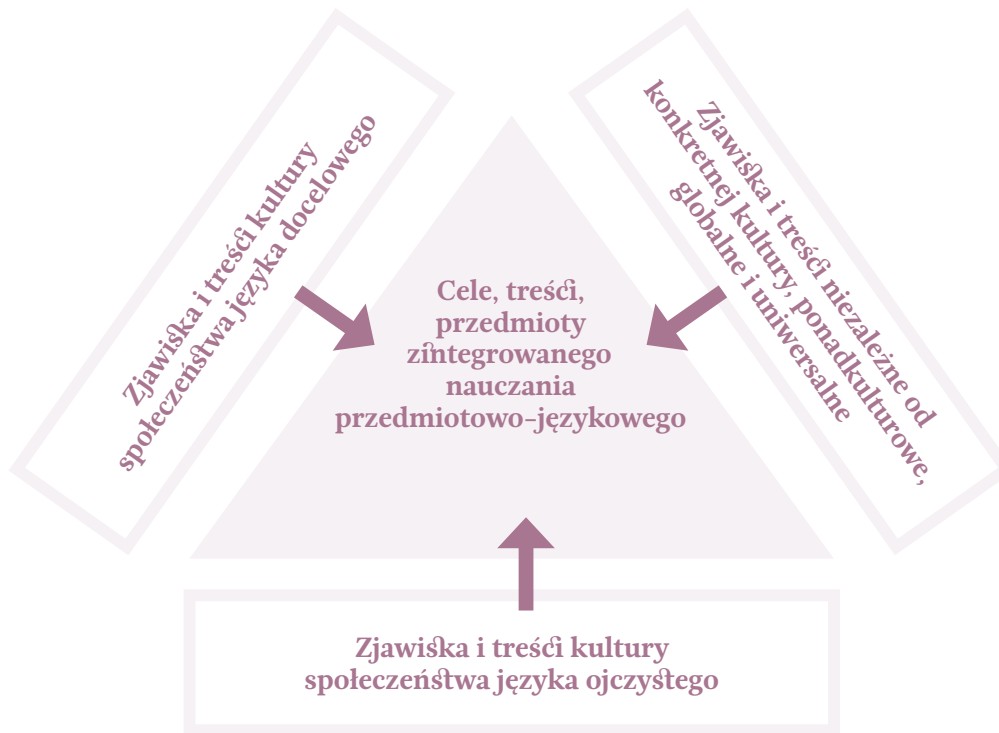 Zjawiska i treści kultury
społeczeństwa języka docelowego
Zjawiska i treści niezależne od
konkretnej kultury, ponadkulturowe,
globalne i uniwersalne
Cele, treści,
przedmioty
zintegrowanego
nauczania
przedmiotowo–językowego
Zjawiska i treści kultury
społeczeństwa języka ojczystego